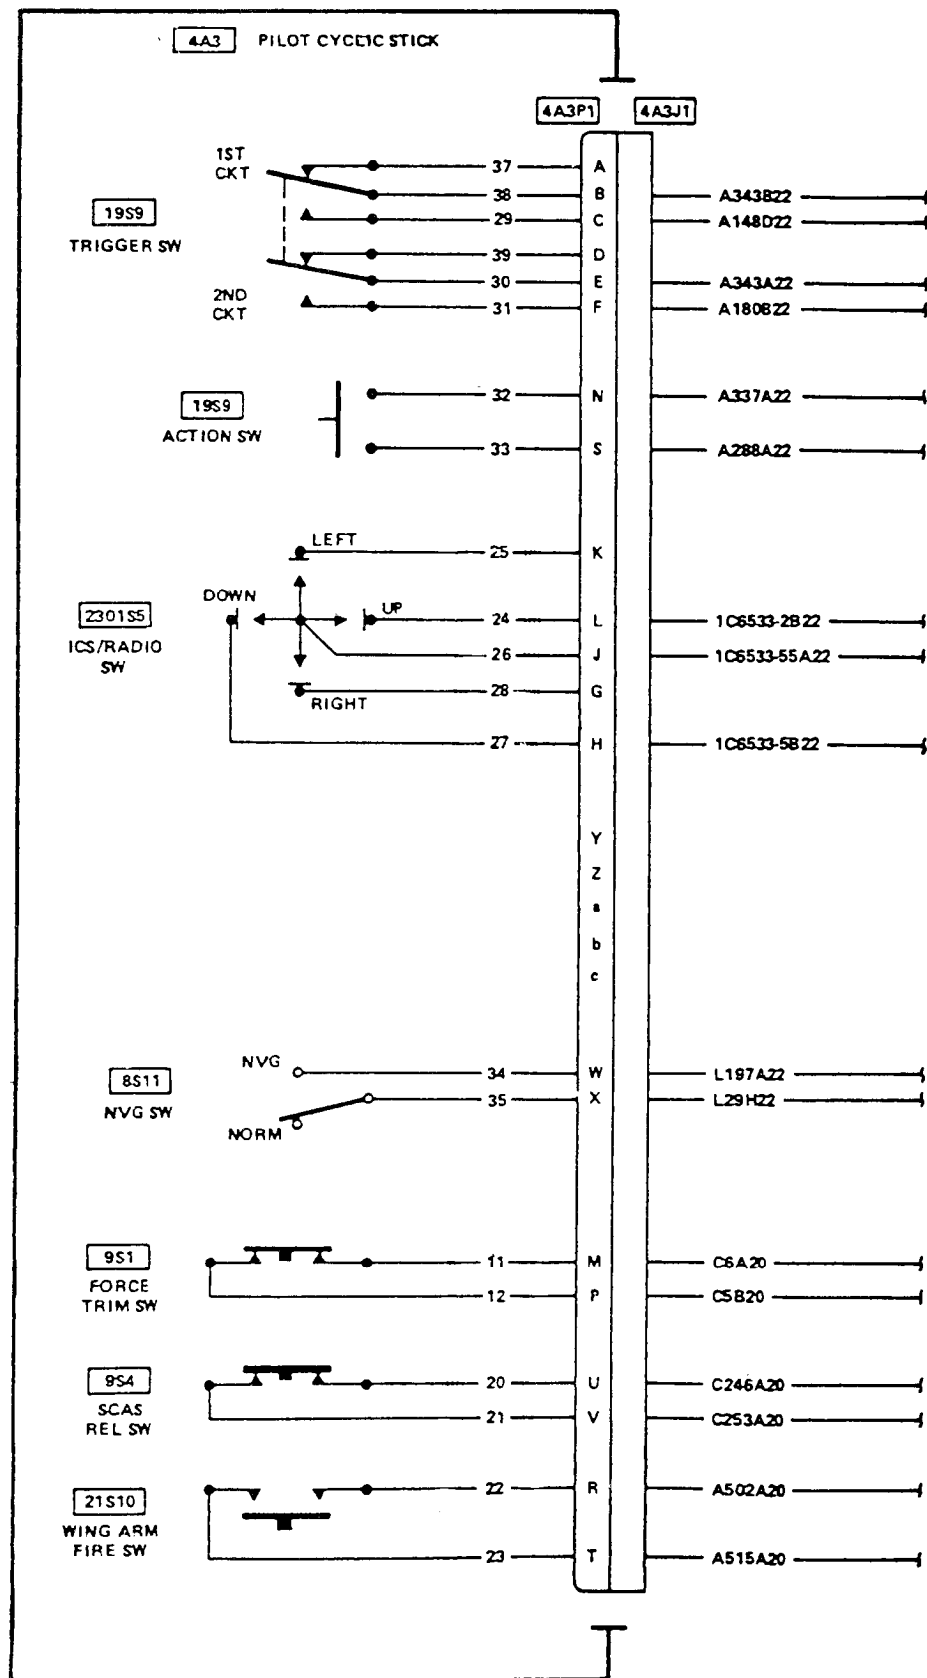 4A3 PILOT CYCLIC STICK
4A3P1 4A3J1
1ST
CKT
37 A
38 B A343B22
19S9
TRIGGER SW
29 C A148D22
39 D
30 E A343A22
2ND
CKT
31 F A180B22
19S9
ACTION SW
32 N A337A22
33 S A288A22
LEFT
25 K
DOWN
UP
2301S5
ICS/RADIO
SW
24 L 1C6533-2B22
26 J 1C6533-55A22
28 G
RIGHT
27 H 1C6533-5B22
Y
Z
a
b
c
8S11
NVG SW
NVG
34 W L197A22
35 X L29H22
NORM
9S1
FORCE
TRIM SW
11 M C6A20
12 P C5B20
9S4
SCAS
REL SW
20 U C246A20
21 V C253A20
21S10
WING ARM
FIRE SW
22 R A502A20
23 T A515A20